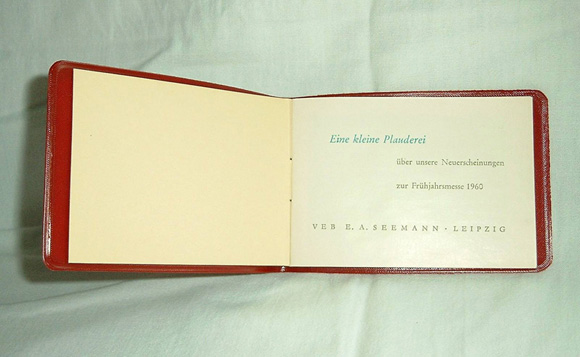 Eine kleine Plauderei
über unsere Neuerscheinungen
zur Frühjahrsmesse 1960
VEB E. A. SEEMANN · LEIPZIG